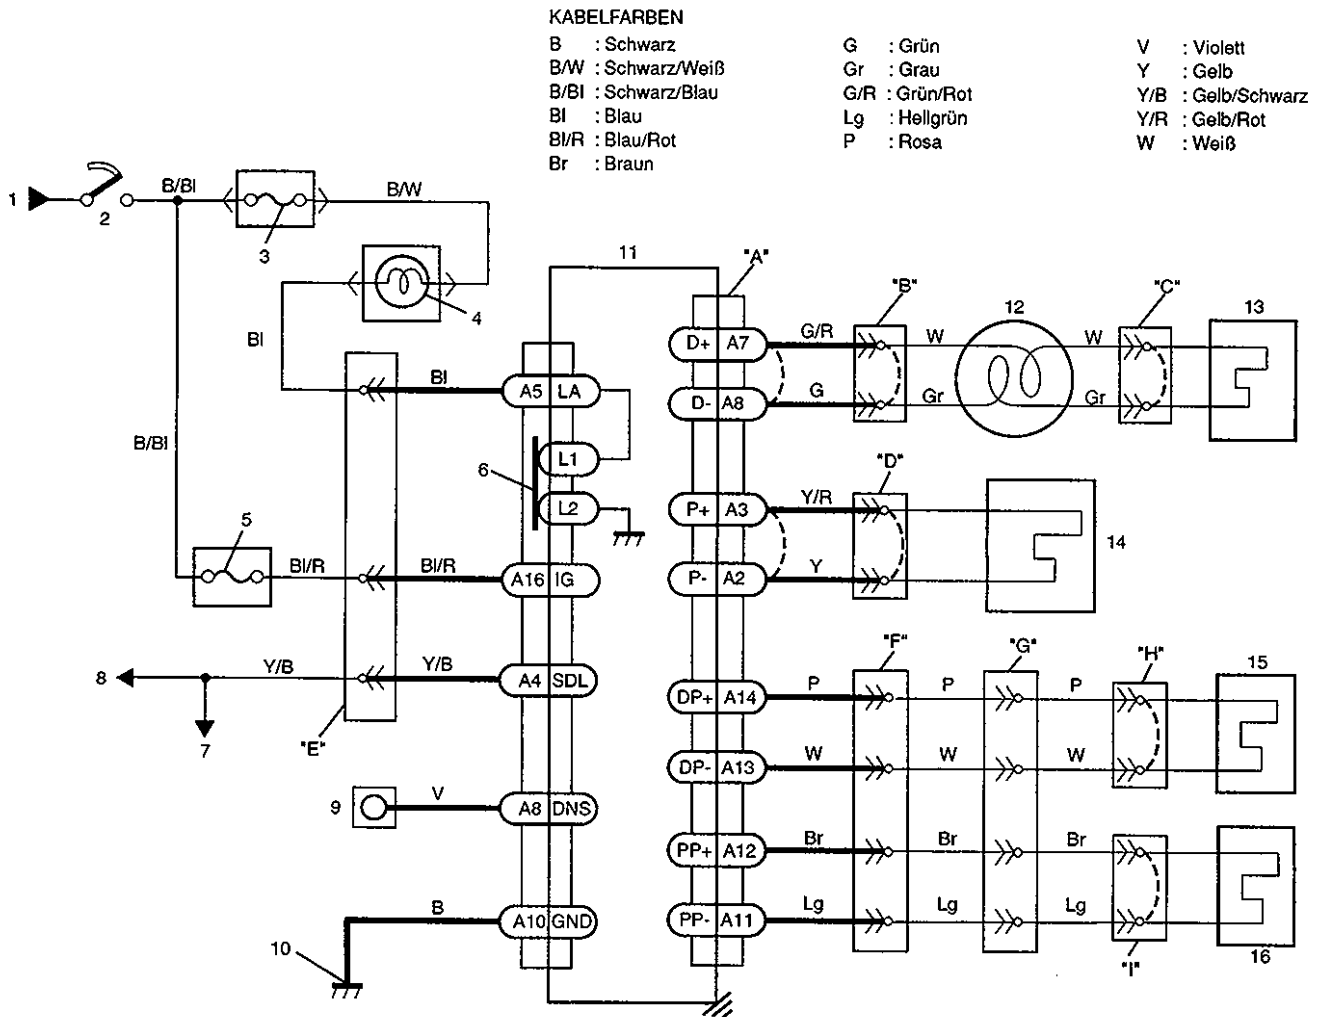 KABELFARBEN
B : Schwarz
B/W : Schwarz/Weiß
B/Bl : Schwarz/Blau
Bl : Blau
Bl/R : Blau/Rot
Br : Braun
G : Grün
Gr : Grau
G/R : Grün/Rot
Lg : Hellgrün
P : Rosa
V : Violett
Y : Gelb
Y/B : Gelb/Schwarz
Y/R : Gelb/Rot
W : Weiß
1
2
B/Bl
3
B/W
4
Bl
11
"A"
"B"
12
"C"
13
D+ A7
G/R
W
W
D- A8
G
Gr
Gr
Bl
A5 LA
L1
6
L2
B/Bl
"D"
P+ A3
Y/R
14
P- A2
Y
5
Bl/R
Bl/R
A16 IG
8
Y/B
Y/B
A4 SDL
7
"E"
"F"
"G"
"H"
15
DP+ A14
P
P
P
DP- A13
W
W
W
9
V
A8 DNS
PP+ A12
Br
Br
Br
B
A10 GND
PP- A11
Lg
Lg
Lg
10
"I"
16